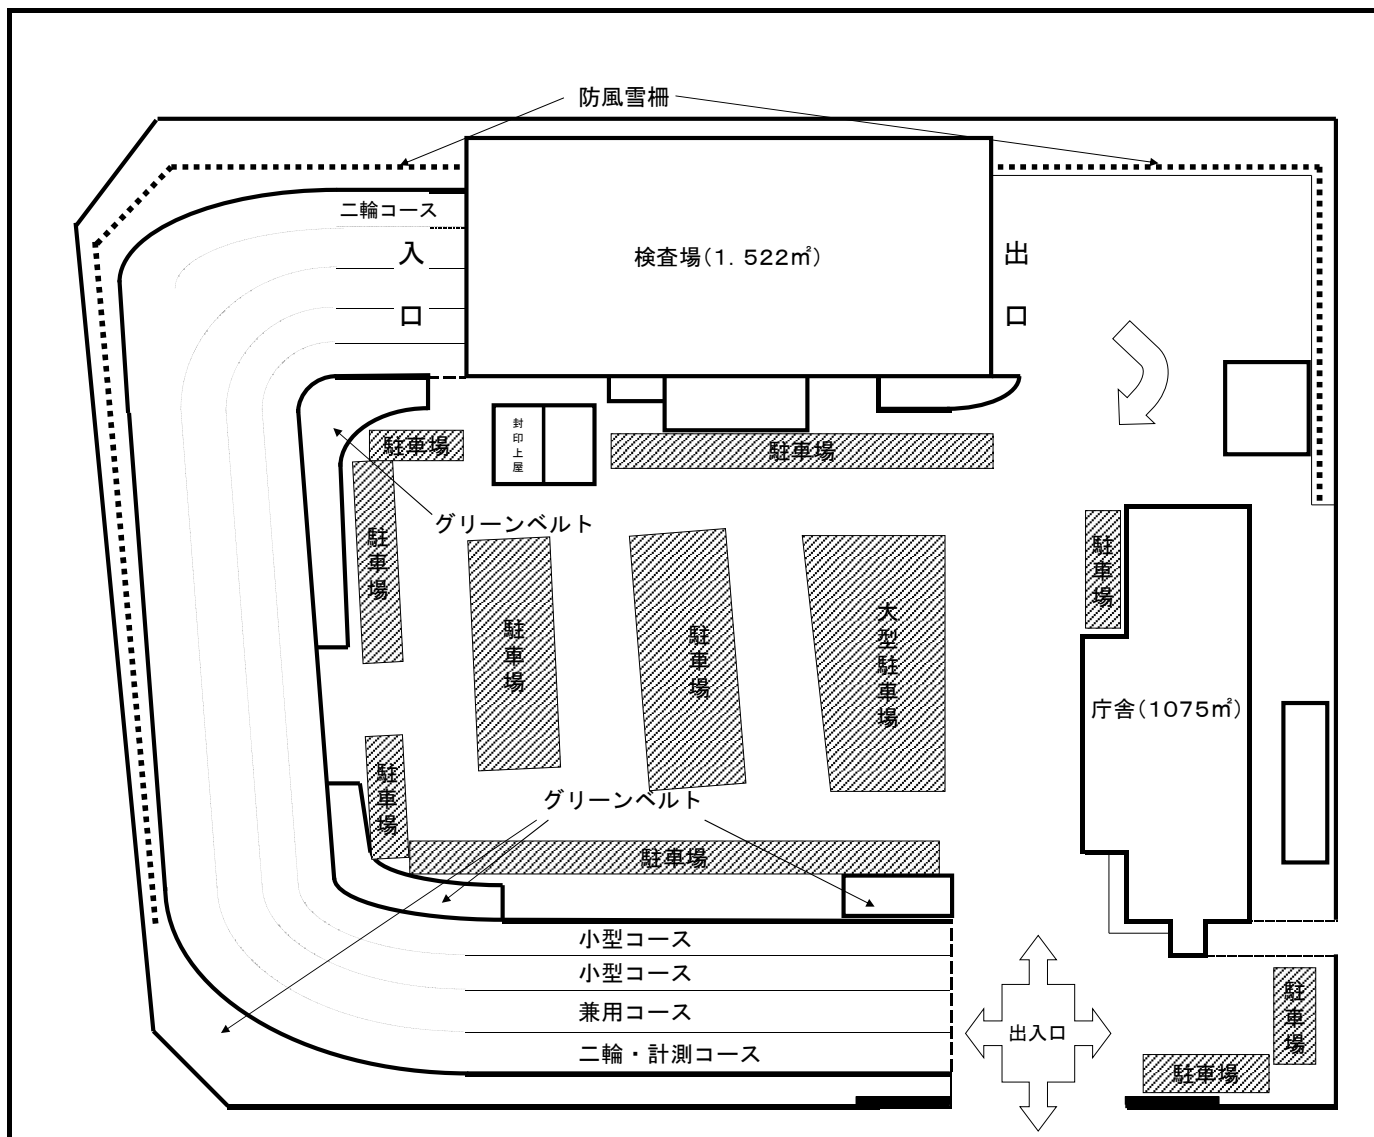 防風雪柵
二輪コース
入口
検査場(1. 522㎡)
出口
封印上屋
駐車場
駐車場
グリーンベルト
駐車場
駐車場
駐車場
駐車場
大型駐車場
庁舎(1075㎡)
駐車場
グリーンベルト
駐車場
小型コース
小型コース
兼用コース
二輪・計測コース
出入口
駐車場
駐車場